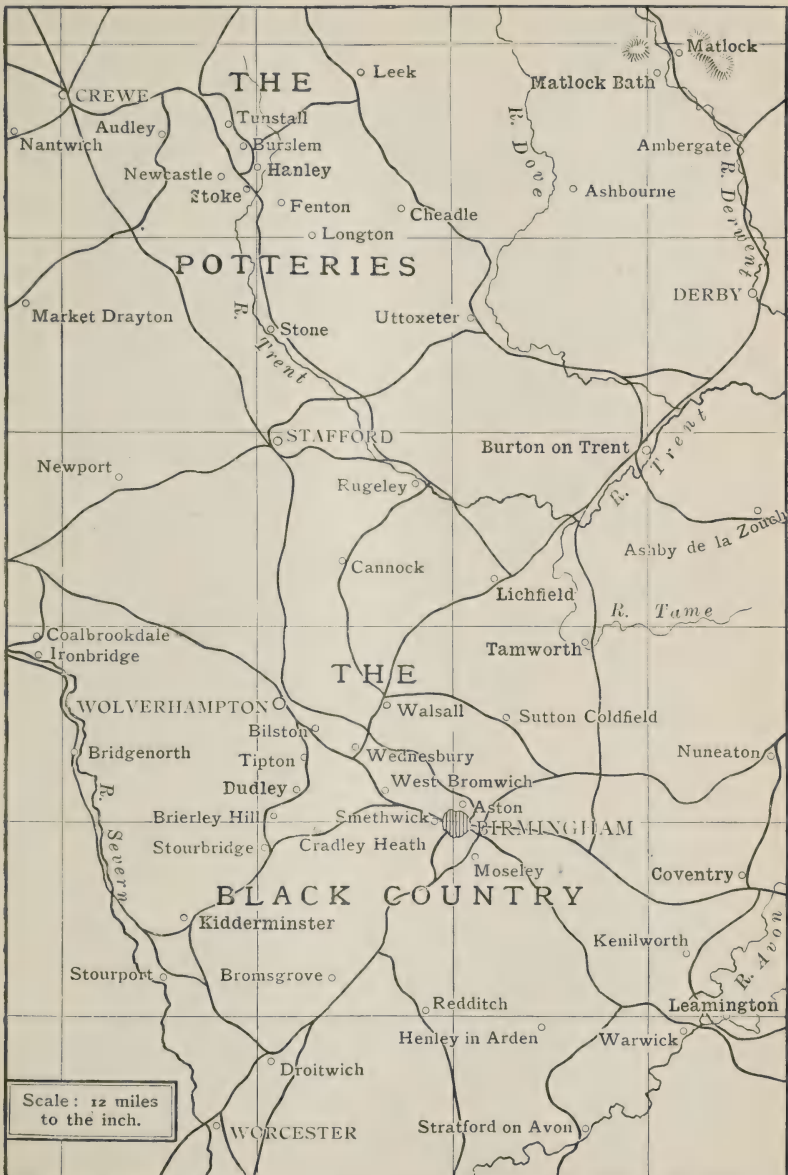 THE
Leek
Matlock
Matlock Bath
CREWE
R. Dove
Audley
Tunstall
Nantwich
Burslem
Ambergate
Newcastle
Hanley
R. Derwent
Stoke
Ashbourne
Fenton
Cheadle
Longton
POTTERIES
DERBY
Market Drayton
R. Trent
Stone
Uttoxeter
STAFFORD
Burton on Trent
R. Trent
Newport
Rugeley
Ashby de la Zouch
Cannock
Lichfield
R. Tame
Coalbrookdale
Ironbridge
Tamworth
THE
WOLVERHAMPTON
Walsall
Sutton Coldfield
Bilston
Bridgenorth
Wednesbury
Nuneaton
Tipton
Dudley
West Bromwich
R. Severn
Aston
Brierley Hill
Smethwick
BIRMINGHAM
Stourbridge
Cradley Heath
Moseley
Coventry
BLACK COUNTRY
Kidderminster
R. Avon
Kenilworth
Stourport
Bromsgrove
Redditch
Leamington
Henley in Arden
Warwick
Droitwich
Scale: 12 miles
to the inch.
WORCESTER
Stratford on Avon